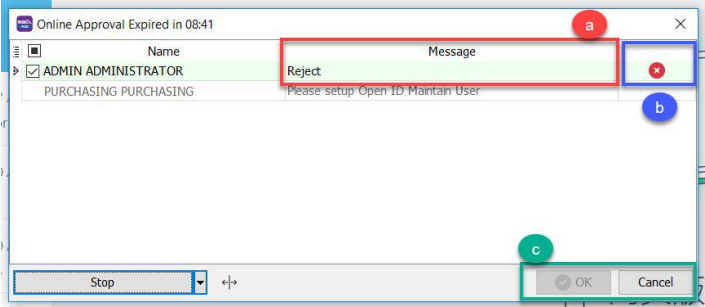 Online Approval Expired in 08:41
a
Name Message
ADMIN ADMINISTRATOR Reject
PURCHASING PURCHASING Please setup Open ID Maintain User
b
c
Stop OK Cancel